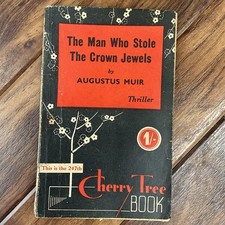 The Man Who Stole
The Crown Jewels
by
AUGUSTUS MUIR
Thriller
1/-
This is the 247th
Cherry Tree
BOOK